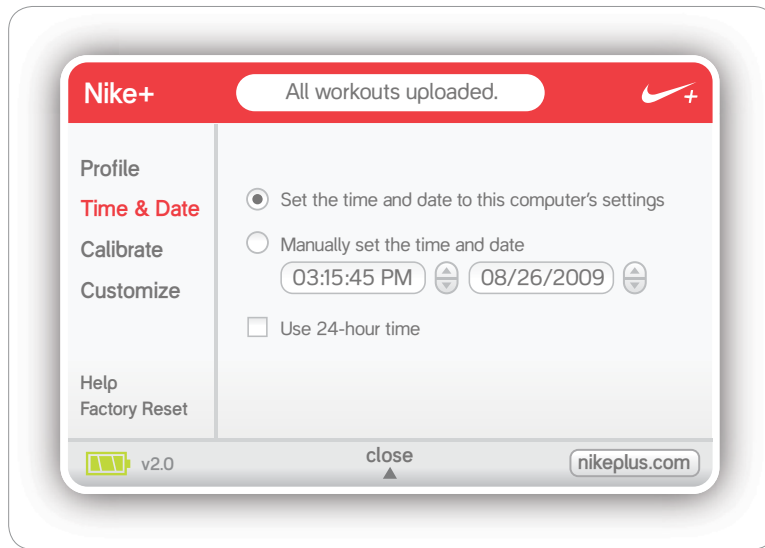 Nike+
All workouts uploaded.
Profile
Time & Date
Calibrate
Customize
Help
Factory Reset
Set the time and date to this computer's settings
Manually set the time and date
03:15:45 PM 08/26/2009
Use 24-hour time
v2.0
close
nikeplus.com